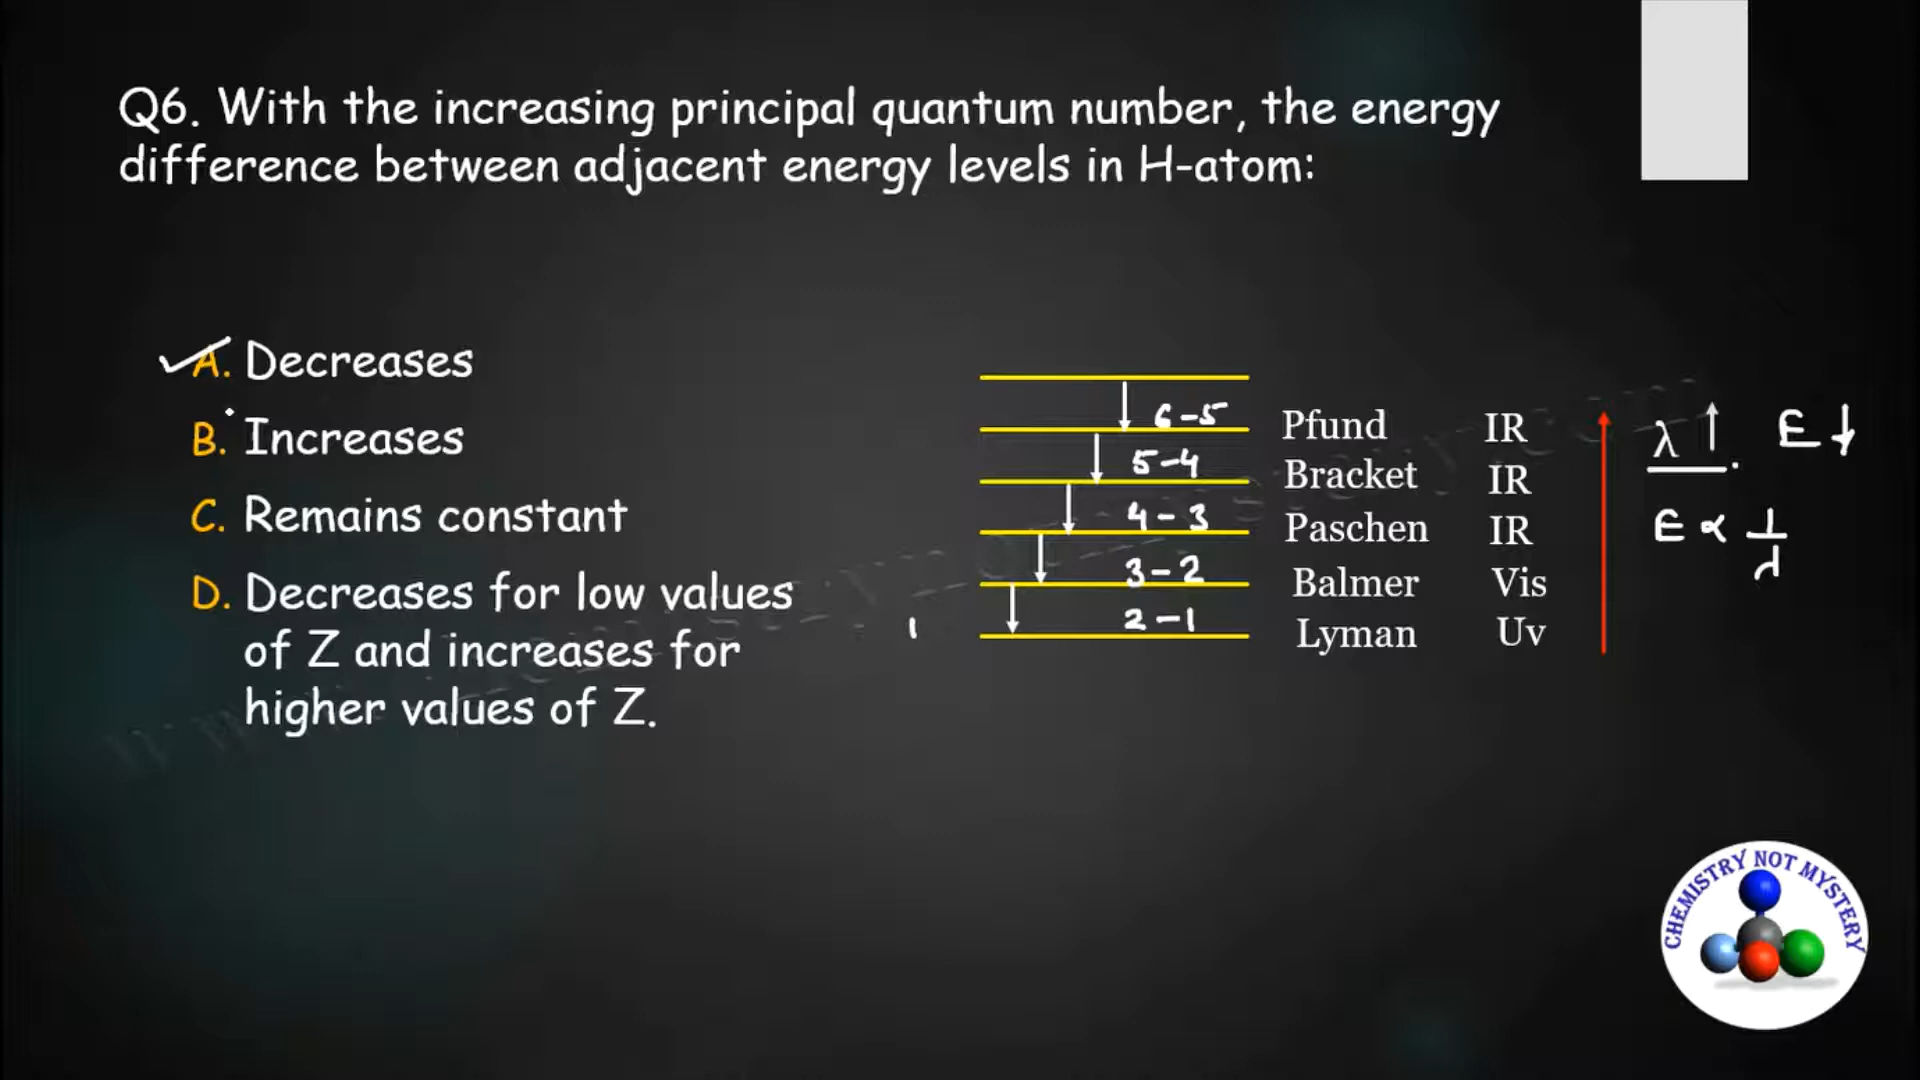 Q6. With the increasing principal quantum number, the energy
difference between adjacent energy levels in H-atom:
A. Decreases
B. Increases
C. Remains constant
D. Decreases for low values
of Z and increases for
higher values of Z.
1
6-5 Pfund IR
5-4 Bracket IR
4-3 Paschen IR
3-2 Balmer Vis
2-1 Lyman Uv
λ↑. E↓
E ∝ 1/λ
CHEMISTRY NOT MYSTERY